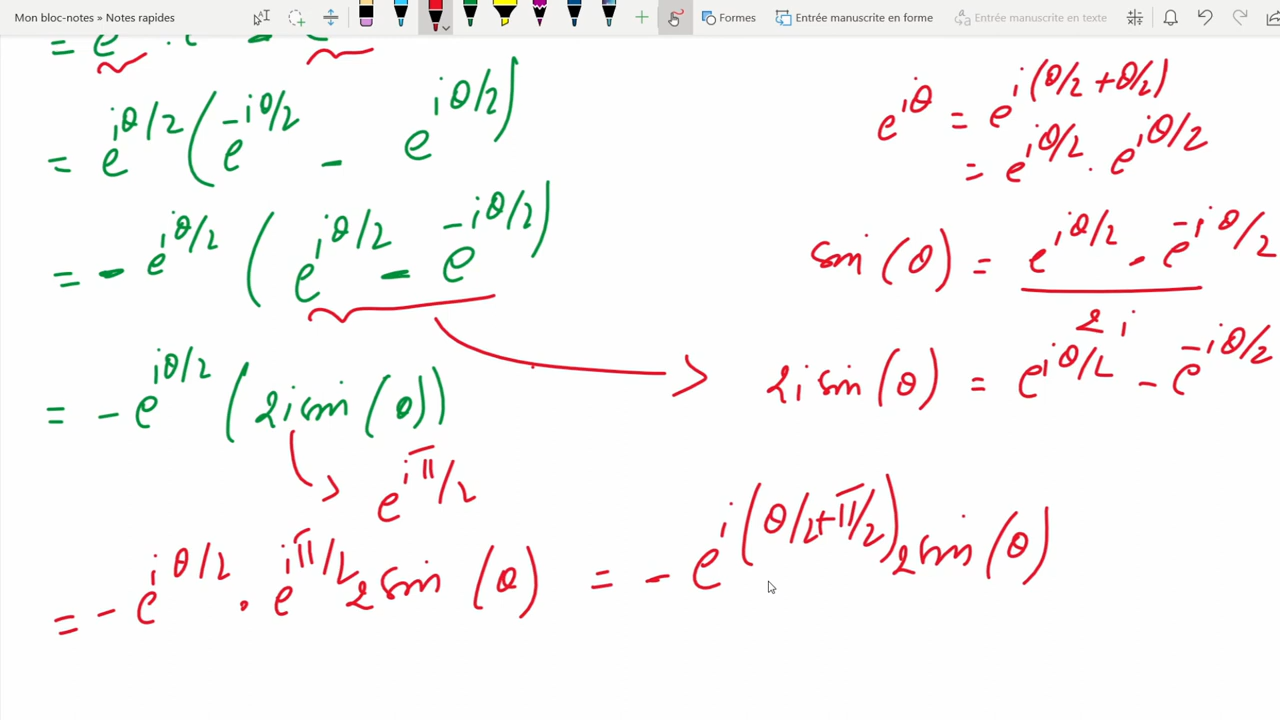 Mon bloc-notes » Notes rapides
Formes
Entrée manuscrite en forme
Entrée manuscrite en texte
= e^{iθ/2} (e^{-iθ/2} - e^{iθ/2})
= - e^{iθ/2} (e^{iθ/2} - e^{-iθ/2})
= - e^{iθ/2} (2i sin (θ))
e^{iπ/2}
= - e^{iθ/2} . e^{iπ/2} 2 sin (θ) = - e^{i(θ/2+π/2)} 2 sin (θ)
e^{iθ} = e^{i(θ/2+θ/2)}
= e^{iθ/2} . e^{iθ/2}
sin (θ) = e^{iθ/2} - e^{-iθ/2}
2i
2i sin (θ) = e^{iθ/2} - e^{-iθ/2}